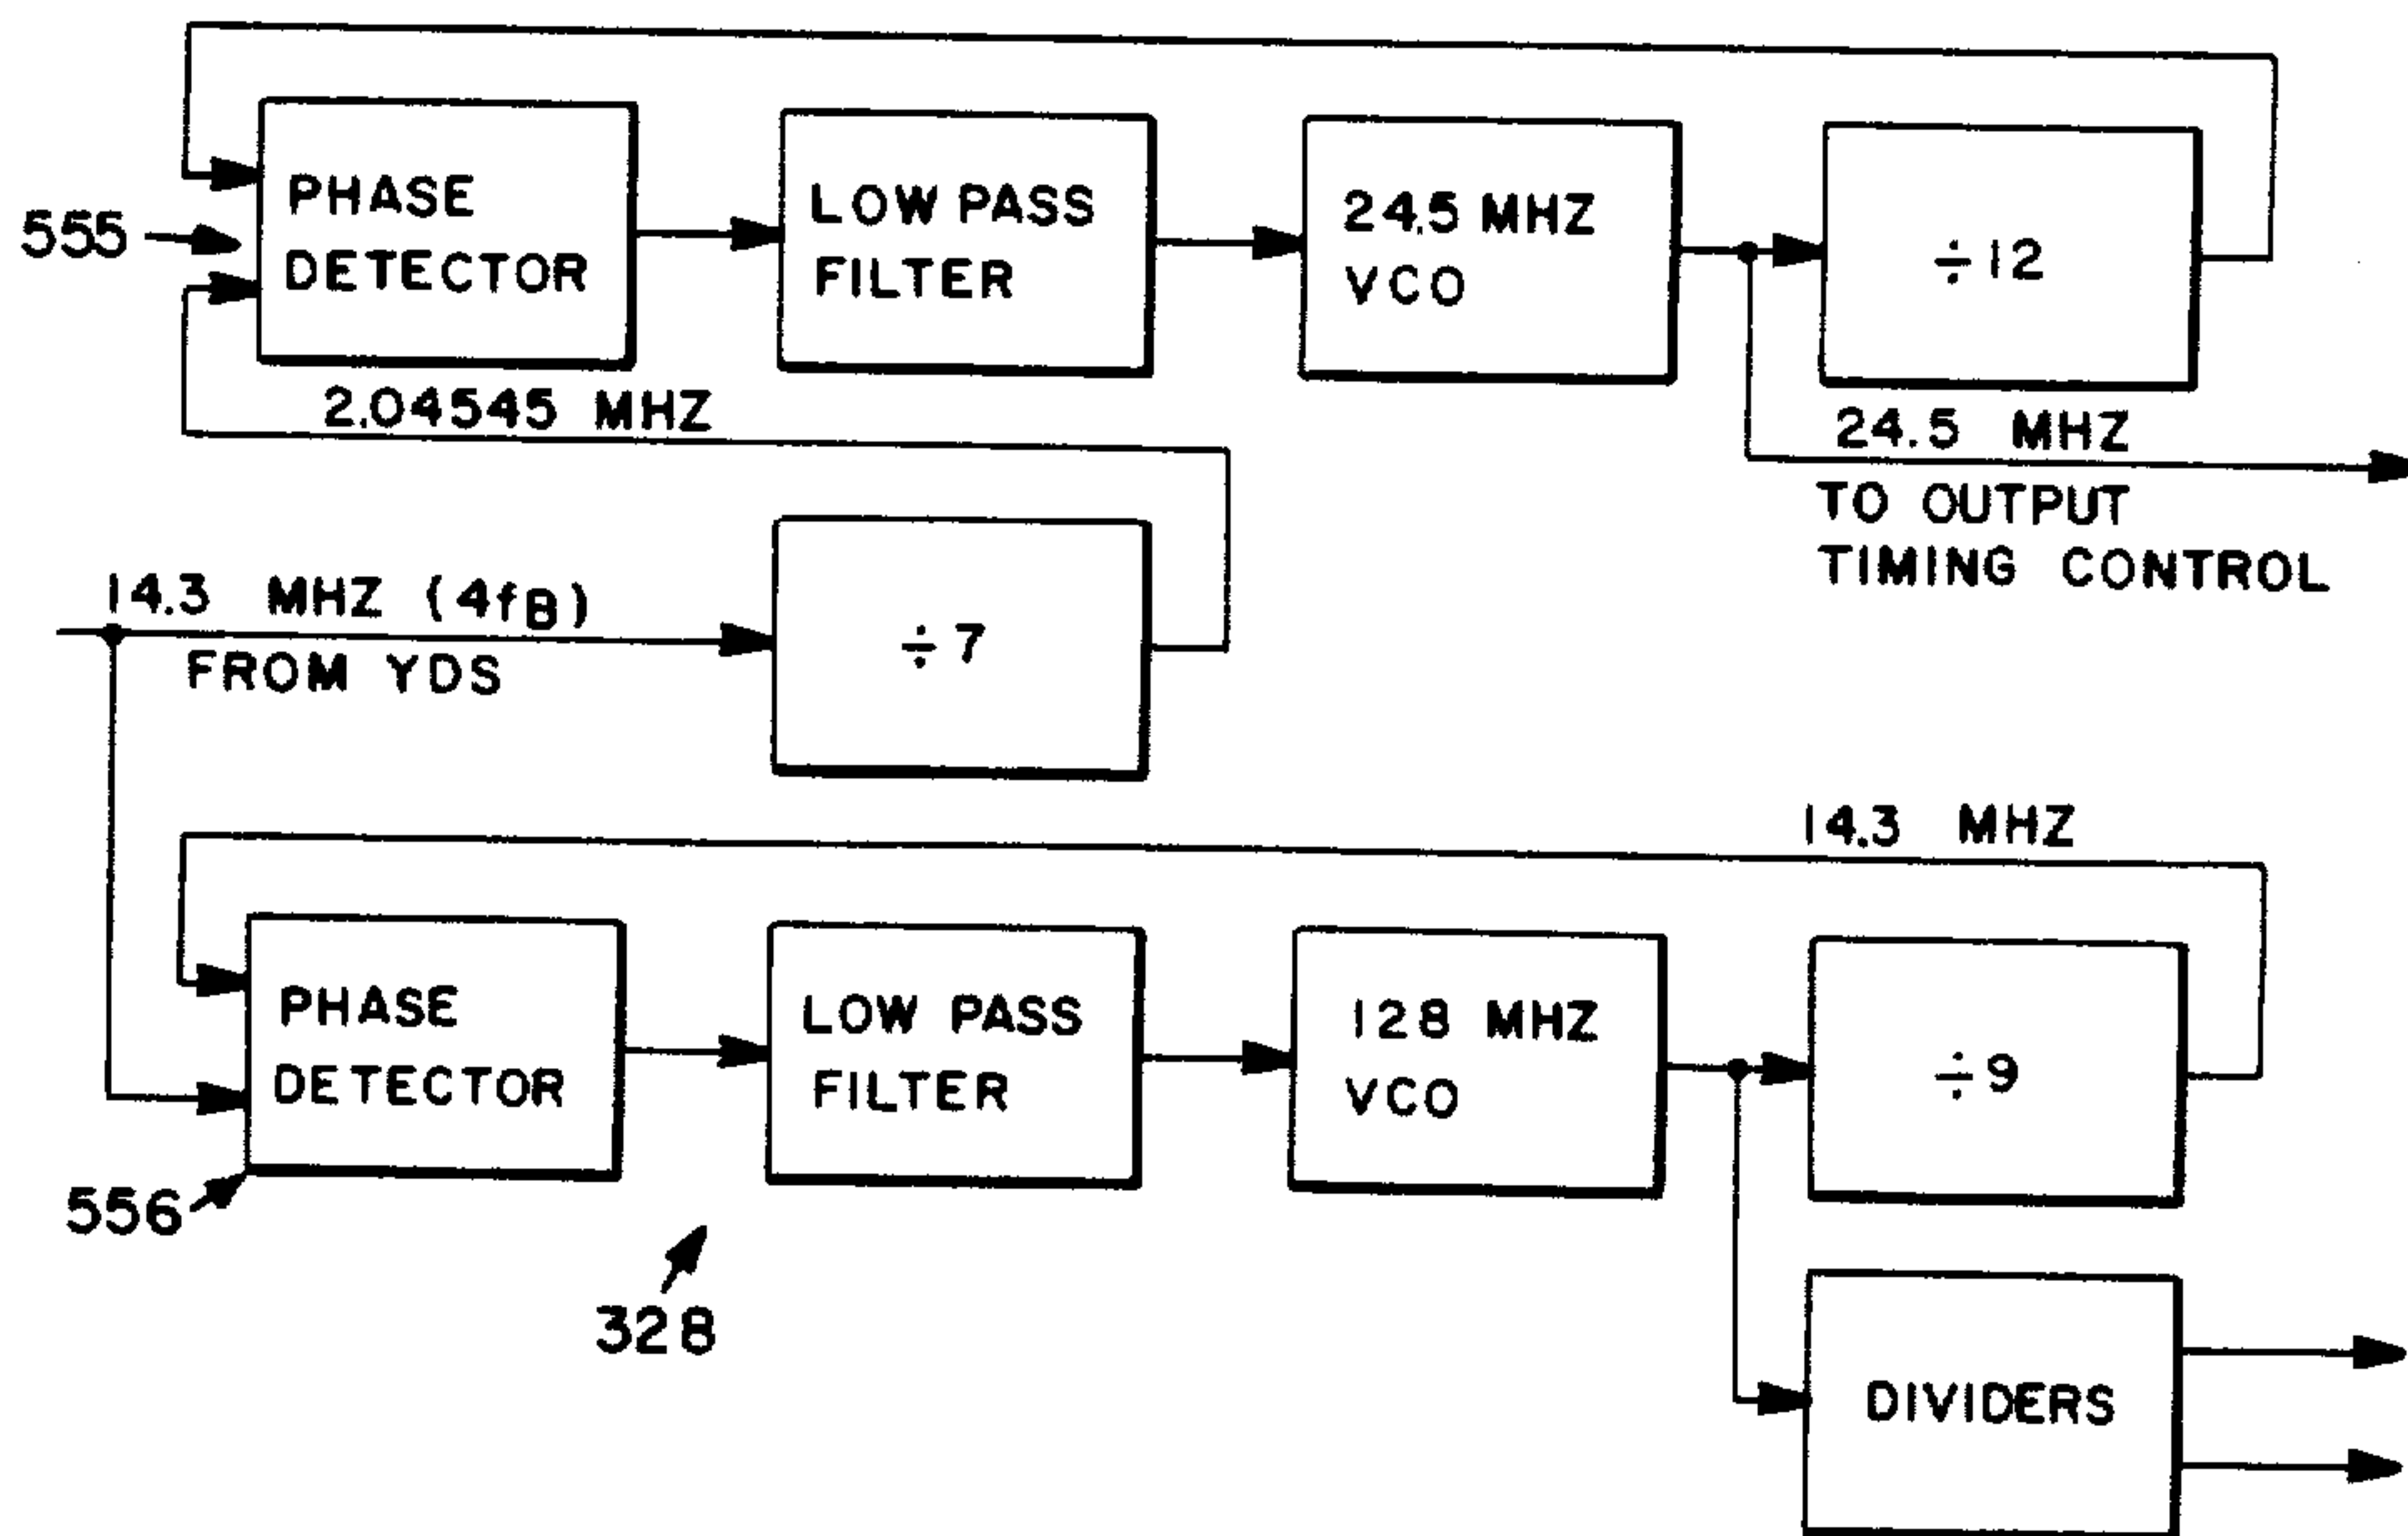 PHASE
DETECTOR
LOW PASS
FILTER
24.5 MHZ
VCO
÷12
555
2.04545 MHZ
24.5 MHZ
TO OUTPUT
TIMING CONTROL
14.3 MHZ (4fB)
FROM YDS
÷7
14.3 MHZ
PHASE
DETECTOR
LOW PASS
FILTER
128 MHZ
VCO
÷9
556
328
DIVIDERS